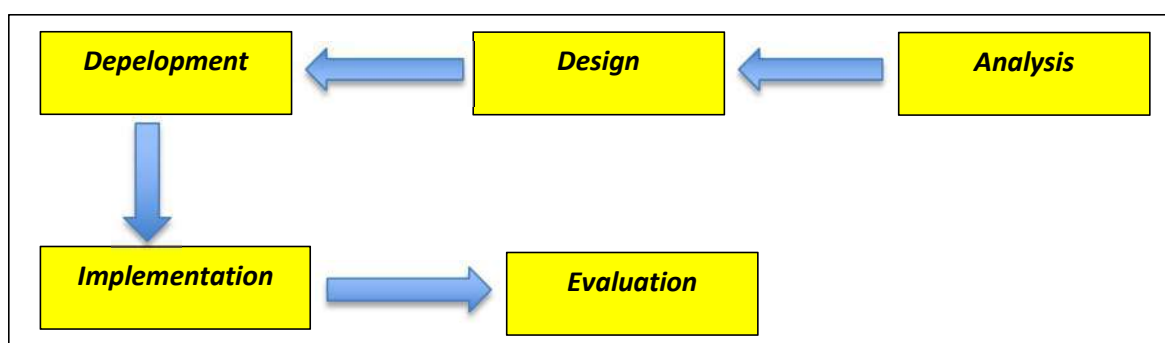 Depelopment
Design
Analysis
Implementation
Evaluation